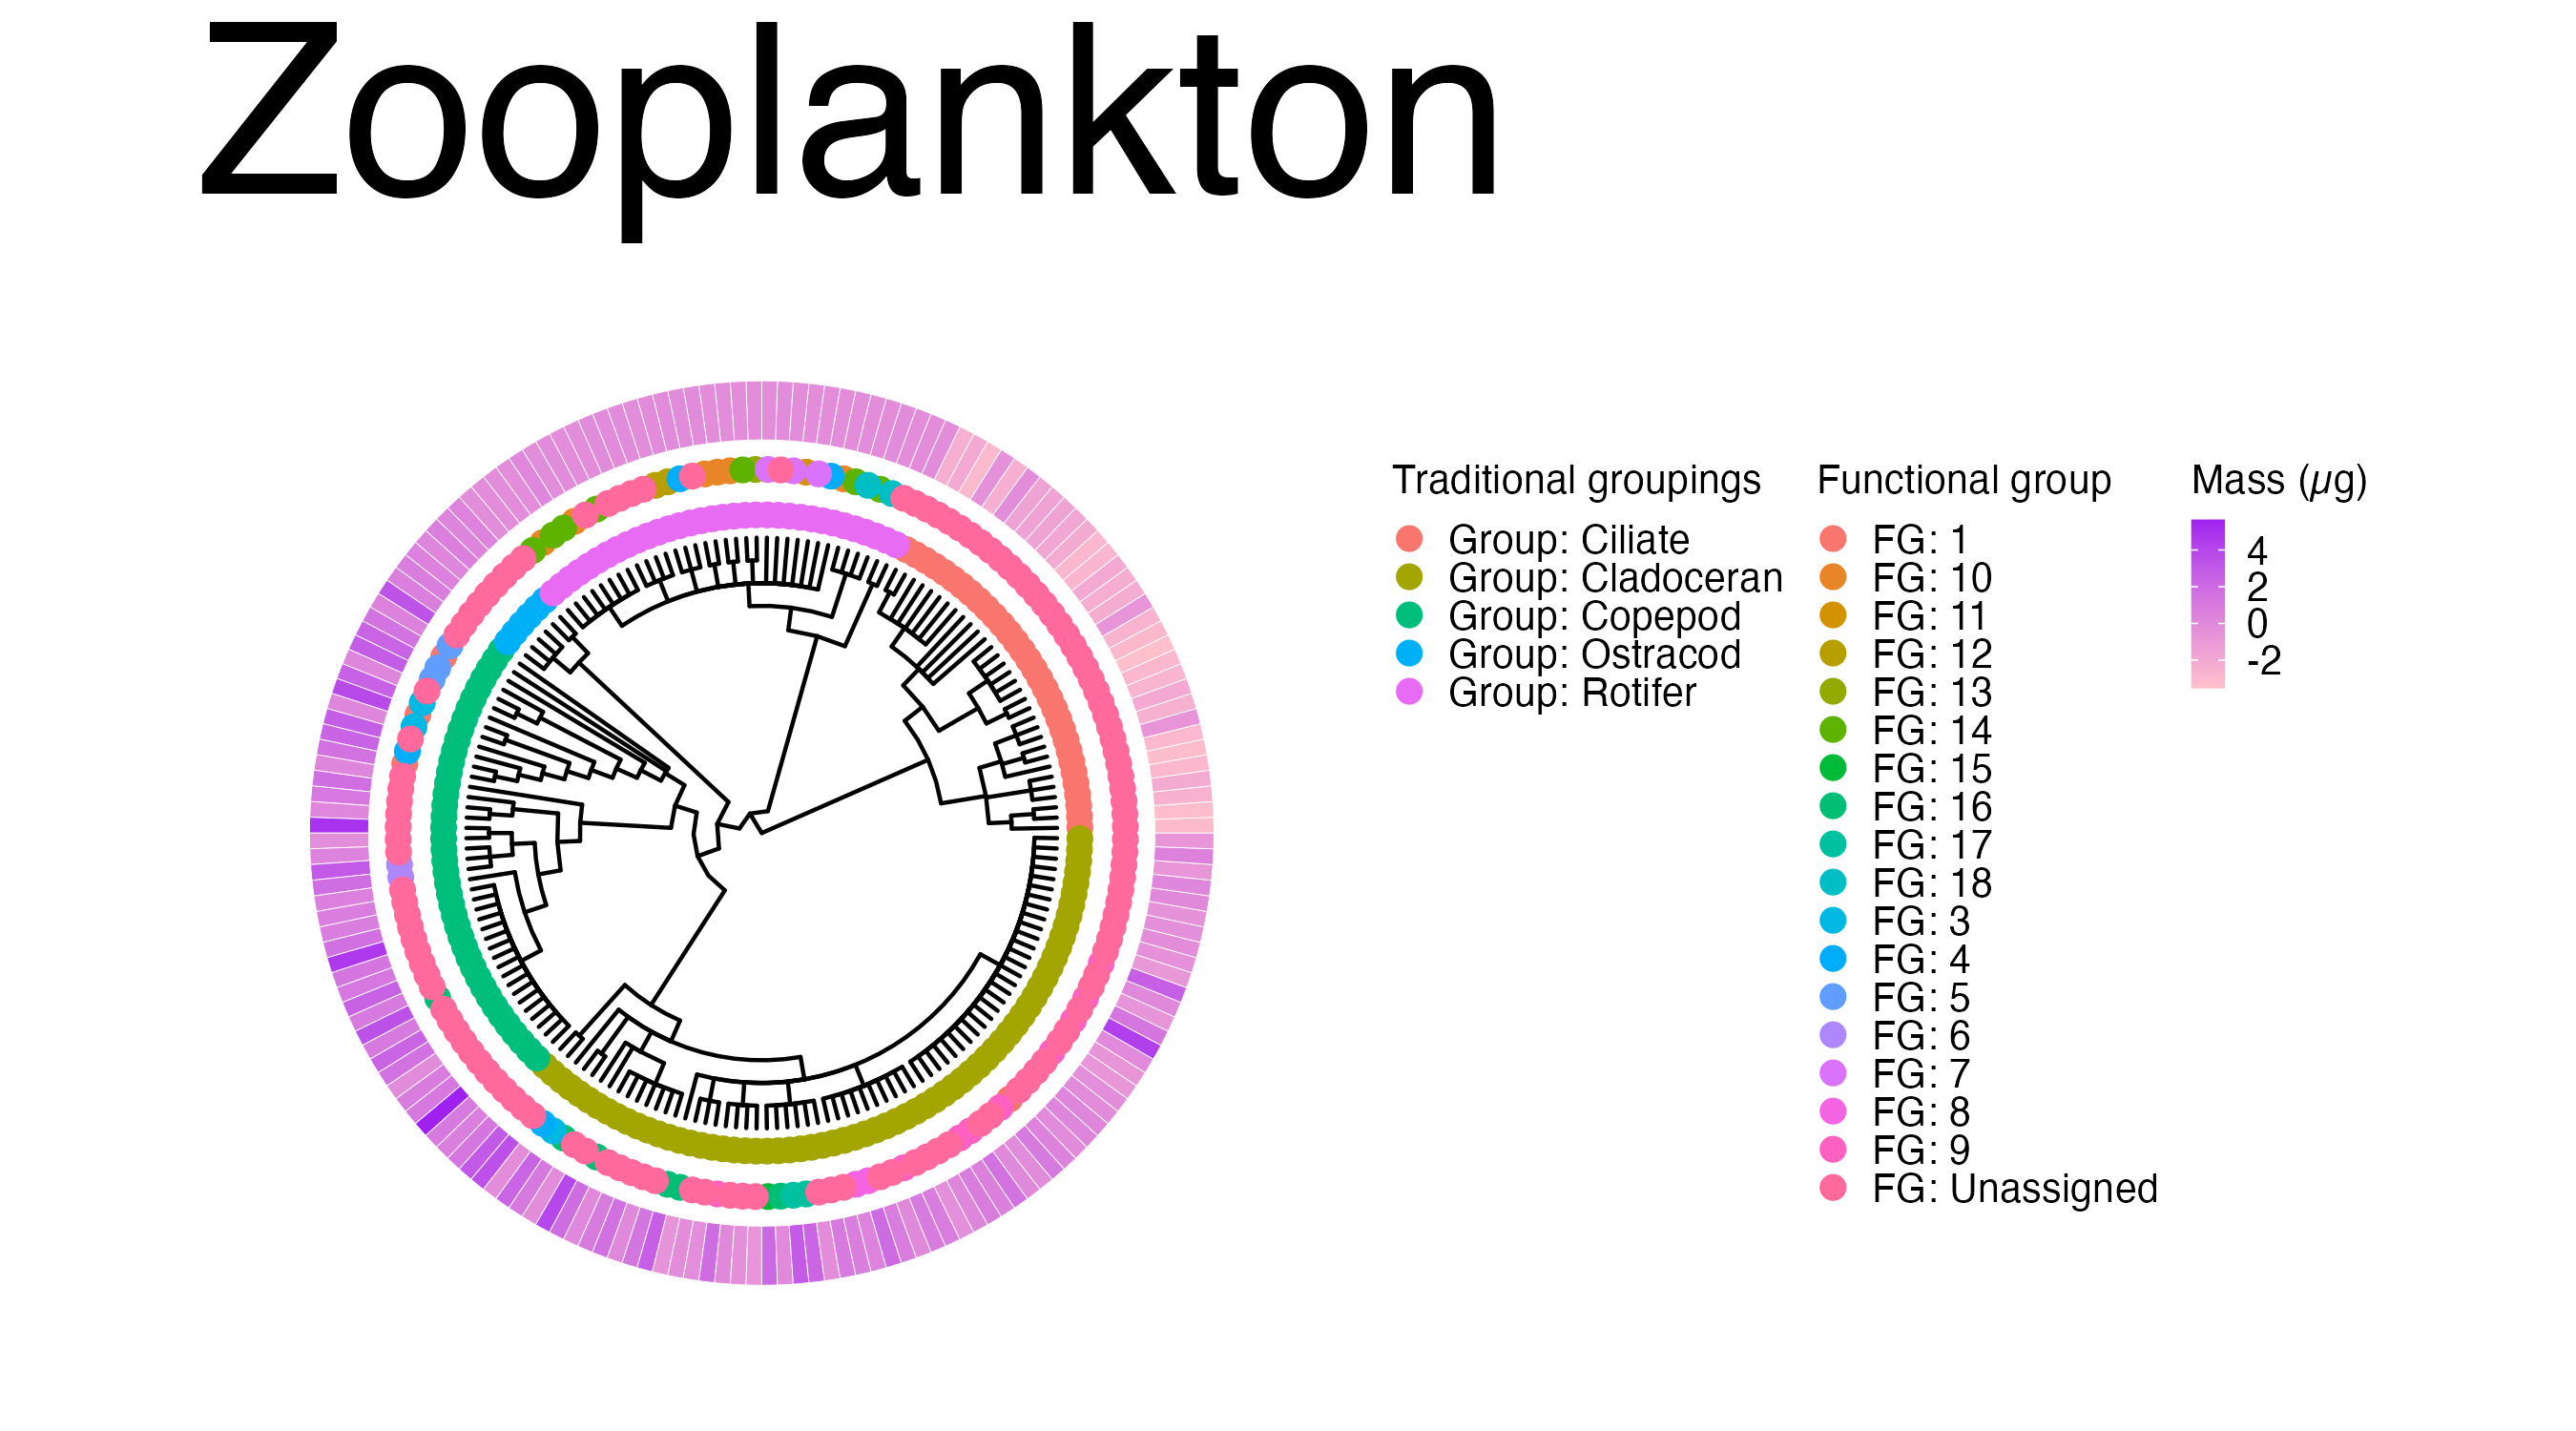 Zooplankton
Traditional groupings
Group: Ciliate
Group: Cladoceran
Group: Copepod
Group: Ostracod
Group: Rotifer
Functional group
FG: 1
FG: 10
FG: 11
FG: 12
FG: 13
FG: 14
FG: 15
FG: 16
FG: 17
FG: 18
FG: 3
FG: 4
FG: 5
FG: 6
FG: 7
FG: 8
FG: 9
FG: Unassigned
Mass (μg)
4
2
0
-2